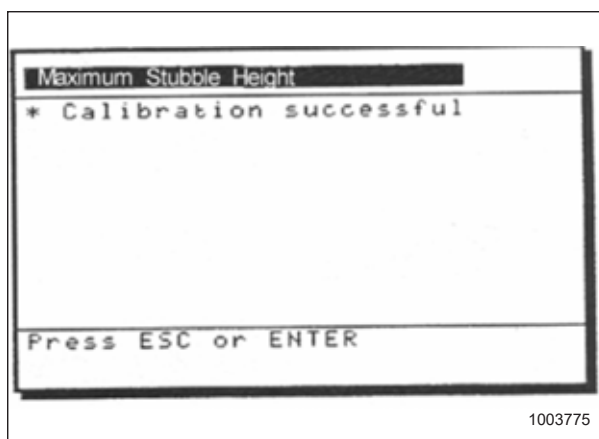 Maximum Stubble Height
* Calibration successful
Press ESC or ENTER
1003775